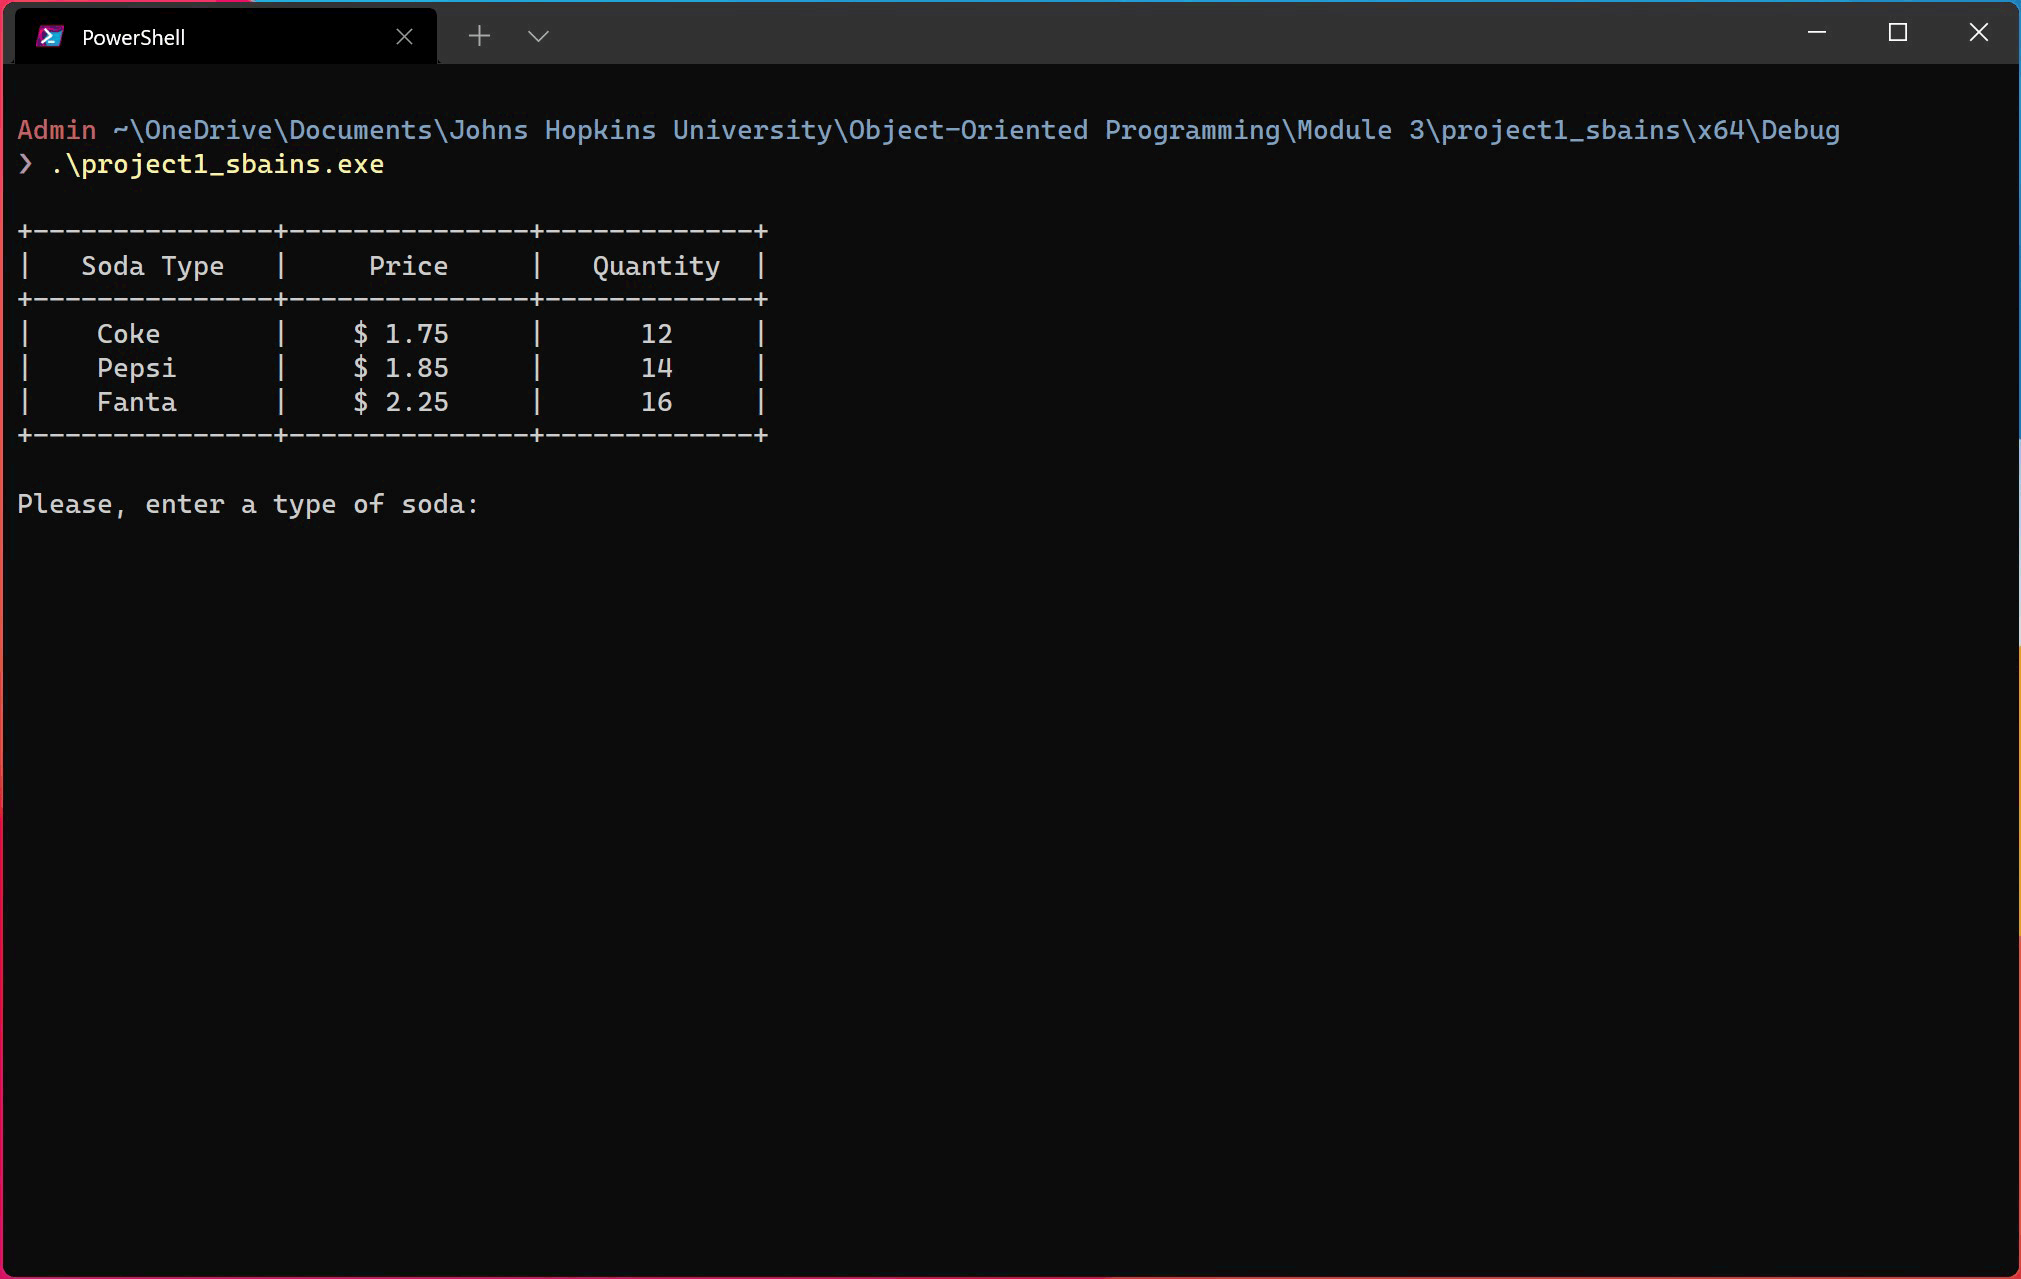 PowerShell
Admin ~\OneDrive\Documents\Johns Hopkins University\Object-Oriented Programming\Module 3\project1_sbains\x64\Debug
❯ .\project1_sbains.exe
+---------------+---------------+-------------+
|   Soda Type   |     Price     |   Quantity  |
+---------------+---------------+-------------+
|    Coke       |    $ 1.75     |      12     |
|    Pepsi      |    $ 1.85     |      14     |
|    Fanta      |    $ 2.25     |      16     |
+---------------+---------------+-------------+
Please, enter a type of soda: